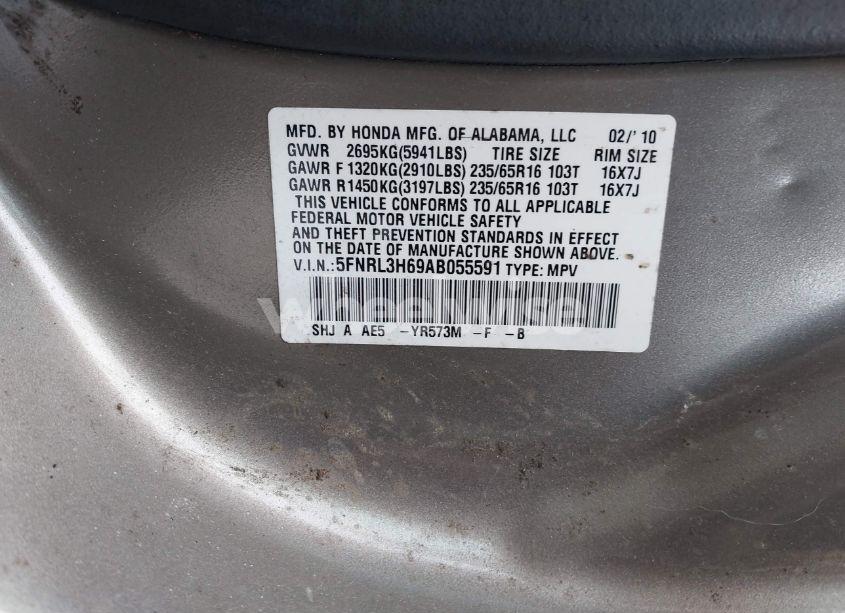 MFD. BY HONDA MFG. OF ALABAMA, LLC 02/' 10
GVWR 2695KG(5941LBS) TIRE SIZE RIM SIZE
GAWR F 1320KG(2910LBS) 235/65R16 103T 16X7J
GAWR R1450KG(3197LBS) 235/65R16 103T 16X7J
THIS VEHICLE CONFORMS TO ALL APPLICABLE
FEDERAL MOTOR VEHICLE SAFETY
AND THEFT PREVENTION STANDARDS IN EFFECT
ON THE DATE OF MANUFACTURE SHOWN ABOVE.
V.I.N.:5FNRL3H69AB055591 TYPE: MPV
SHJ A AE5 -YR573M -F -B